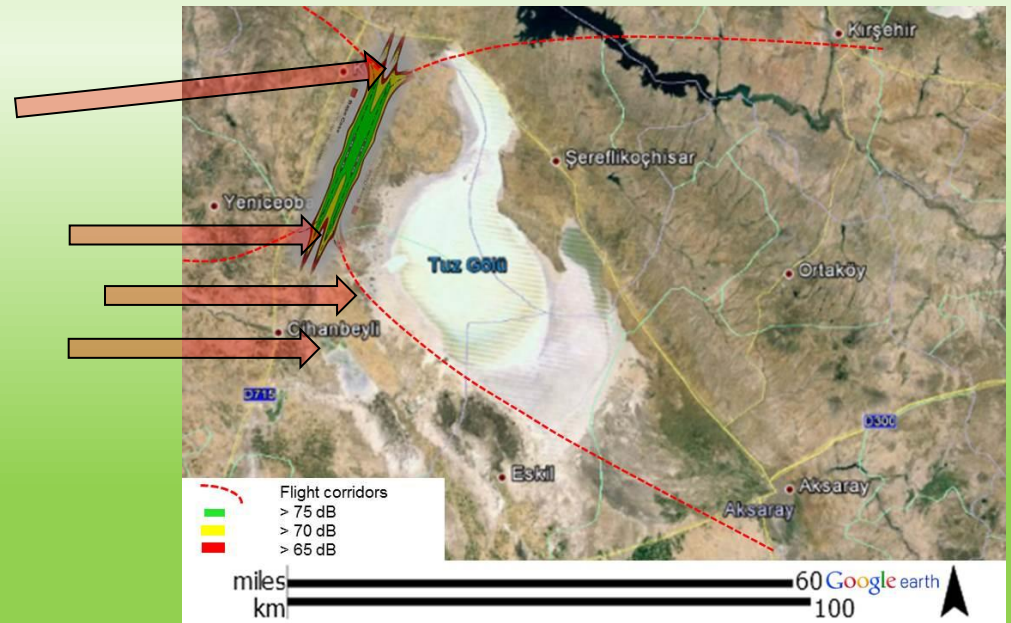 Kırşehir
Şereflikoçhisar
Yeniceoba
Tuz Gölü
Ortaköy
Cihanbeyli
D715
D300
Eskil
Aksaray
Aksaray
Flight corridors
> 75 dB
> 70 dB
> 65 dB
miles 60 Google earth
km 100